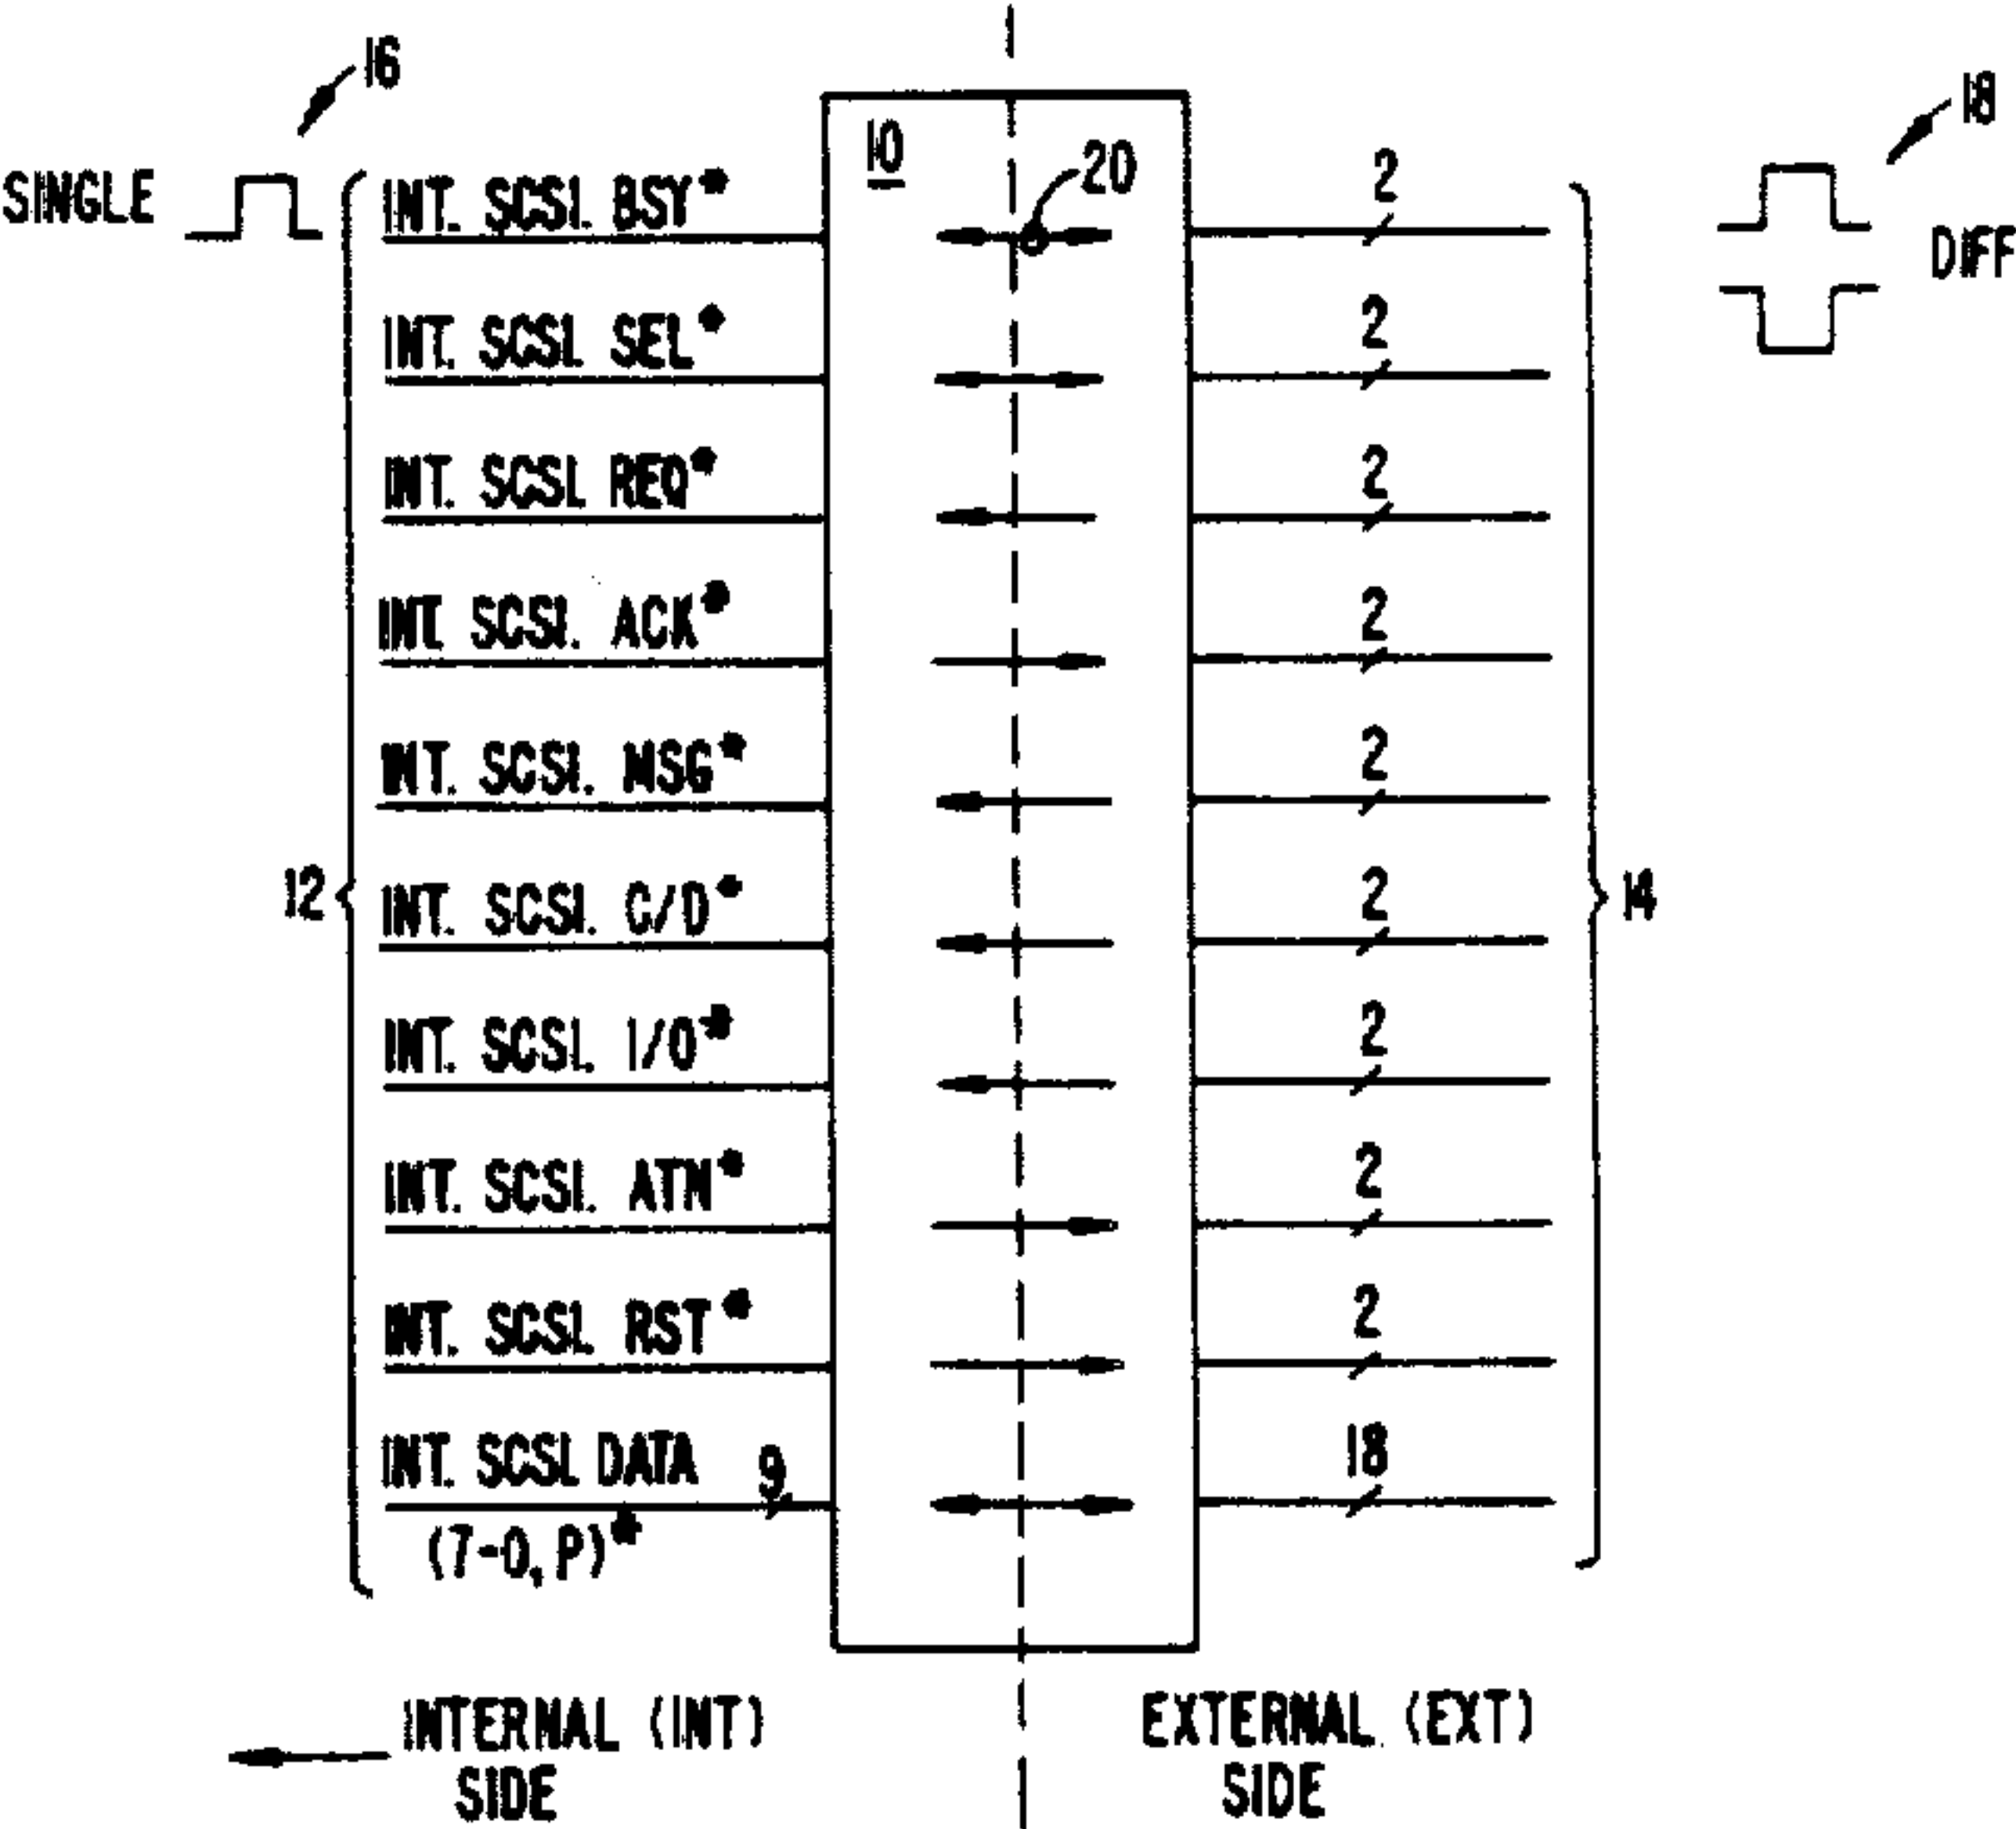 16
18
SINGLE
10
20
INT. SCSI. BSY*
2
DIFF
INT. SCSI. SEL*
2
INT. SCSI. REQ*
2
INT. SCSI. ACK*
2
INT. SCSI. MSG*
2
12
INT. SCSI. C/D*
2
14
INT. SCSI. I/O*
2
INT. SCSI. ATN*
2
INT. SCSI. RST*
2
INT. SCSI. DATA
9
18
(7-0, P)*
INTERNAL (INT)
SIDE
EXTERNAL (EXT)
SIDE